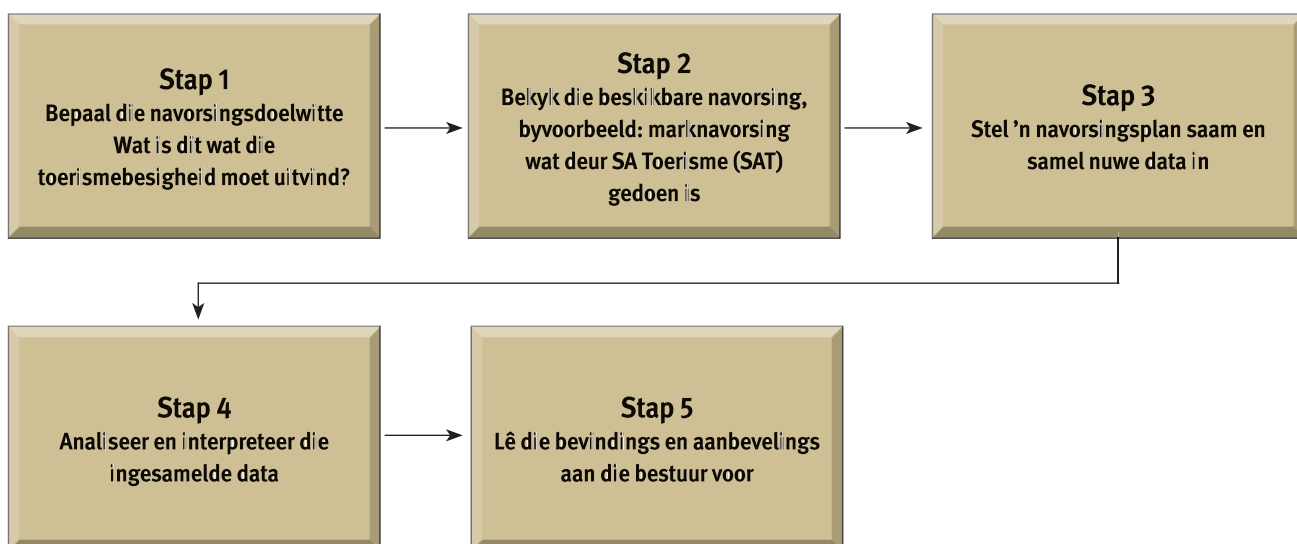 Stap 1
Bepaal die navorsingsdoelwitte
Wat is dit wat die
toerismebesigheid moet uitvind?
Stap 2
Bekyk die beskikbare navorsing,
byvoorbeeld: marknavorsing
wat deur SA Toerisme (SAT)
gedoen is
Stap 3
Stel ’n navorsingsplan saam en
samel nuwe data in
Stap 4
Analiseer en interpreteer die
ingesamelde data
Stap 5
Lê die bevindings en aanbevelings
aan die bestuur voor